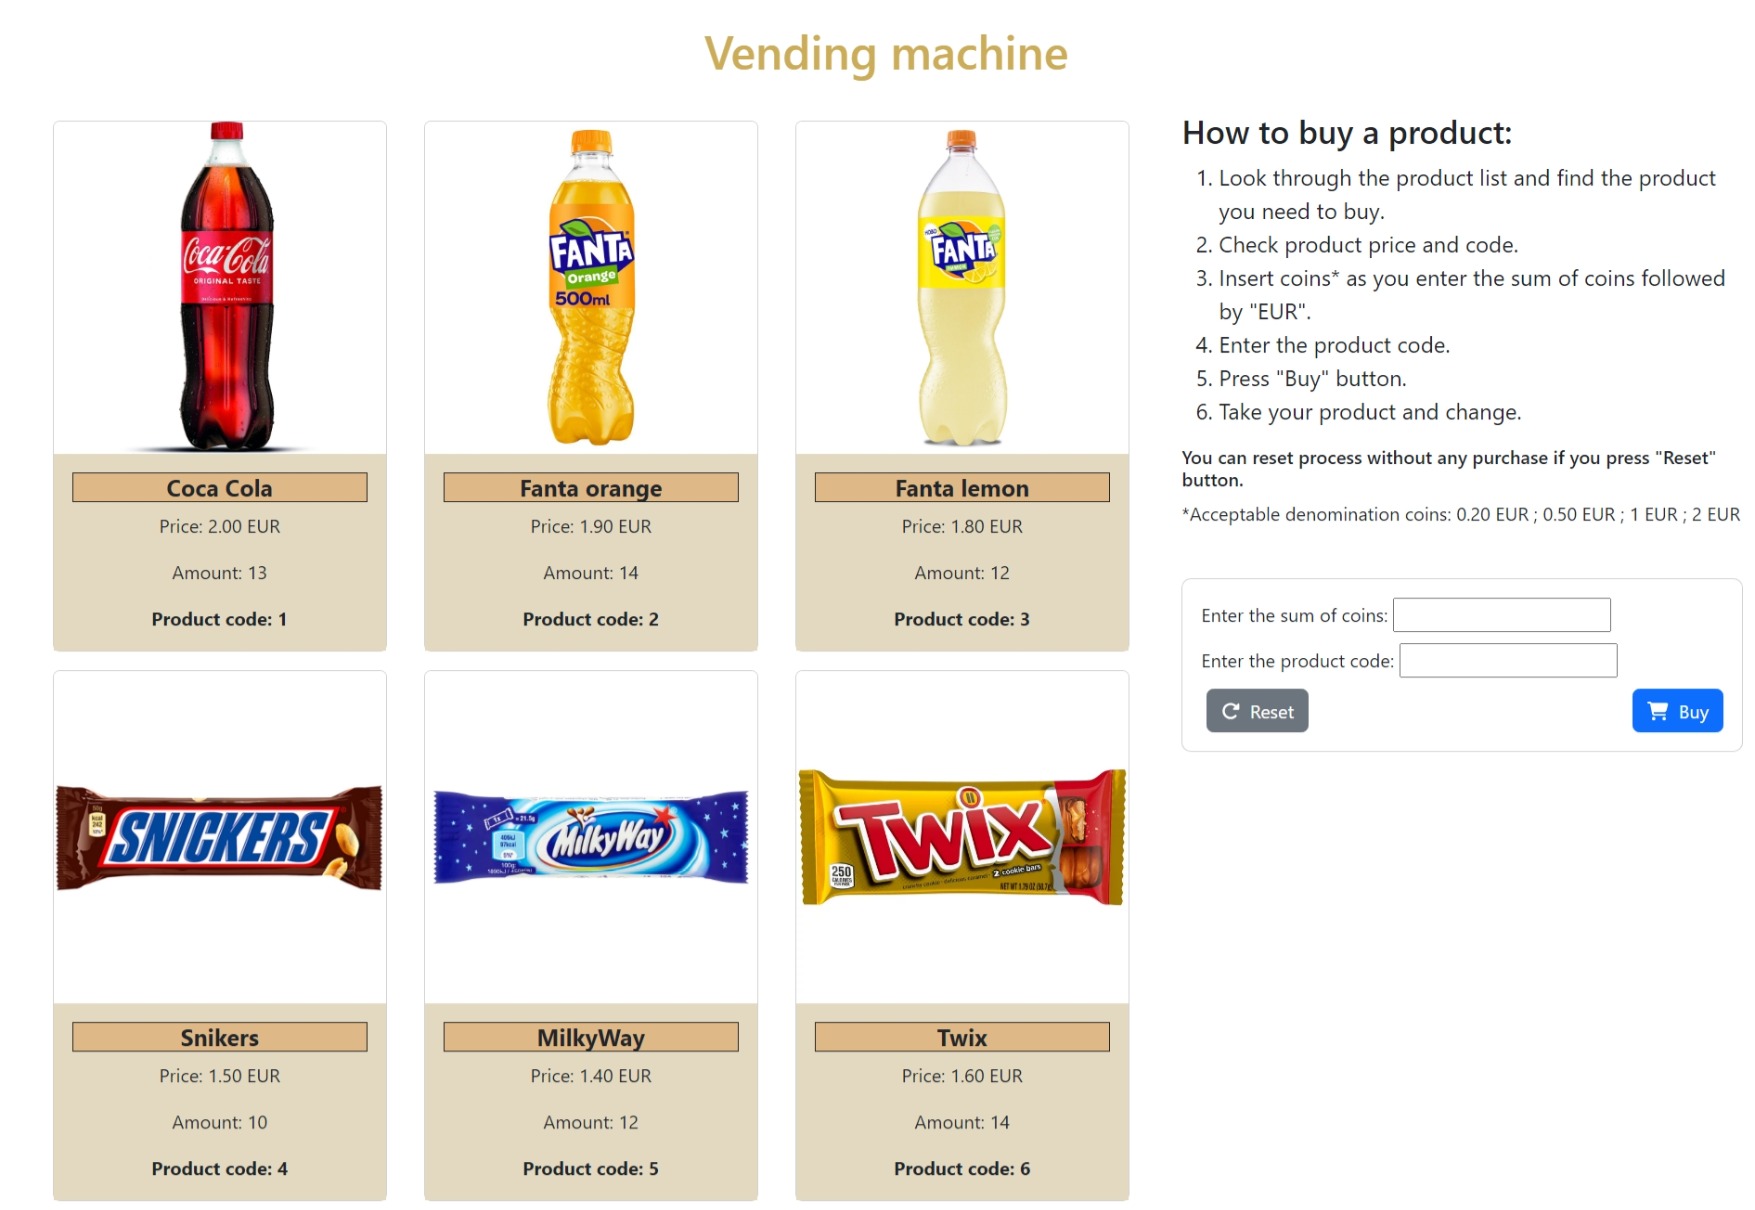 Vending machine
Coca-Cola
ORIGINAL TASTE
FANTA
Orange
500ml
FANTA
Coca Cola
Price: 2.00 EUR
Amount: 13
Product code: 1
Fanta orange
Price: 1.90 EUR
Amount: 14
Product code: 2
Fanta lemon
Price: 1.80 EUR
Amount: 12
Product code: 3
SNICKERS
MilkyWay
TWIX
250
2 cookie bars
Snikers
Price: 1.50 EUR
Amount: 10
Product code: 4
MilkyWay
Price: 1.40 EUR
Amount: 12
Product code: 5
Twix
Price: 1.60 EUR
Amount: 14
Product code: 6
How to buy a product:
1. Look through the product list and find the product
you need to buy.
2. Check product price and code.
3. Insert coins* as you enter the sum of coins followed
by "EUR".
4. Enter the product code.
5. Press "Buy" button.
6. Take your product and change.
You can reset process without any purchase if you press "Reset"
button.
*Acceptable denomination coins: 0.20 EUR ; 0.50 EUR ; 1 EUR ; 2 EUR
Enter the sum of coins:
Enter the product code:
Reset
Buy